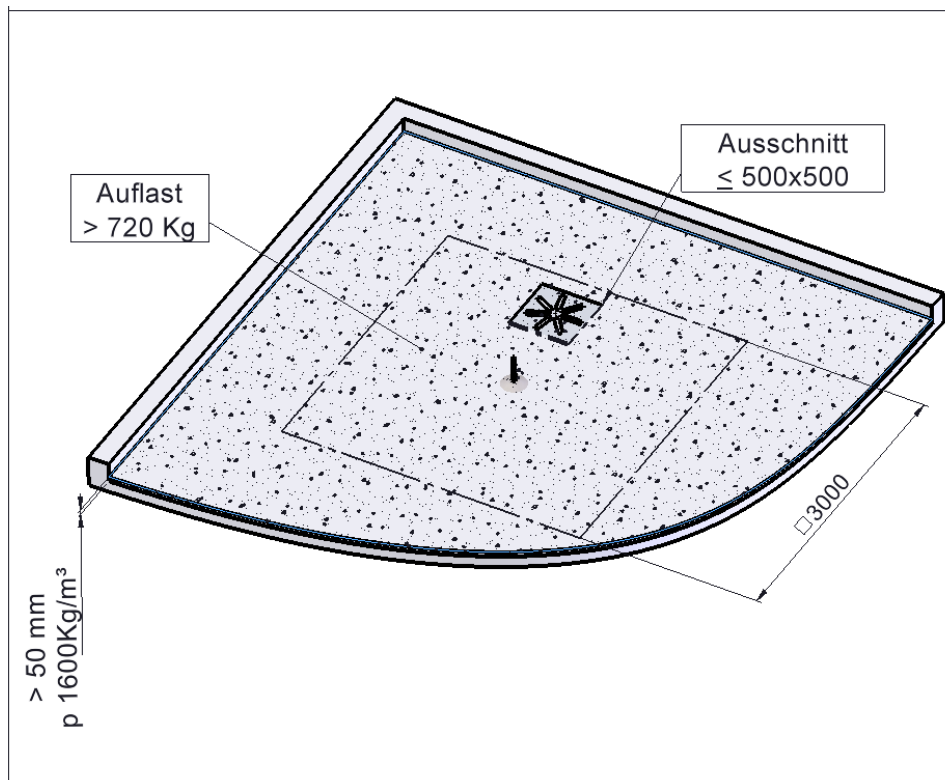 Ausschnitt
≤ 500x500
Auflast
> 720 Kg
□3000
> 50 mm
p 1600Kg/m³